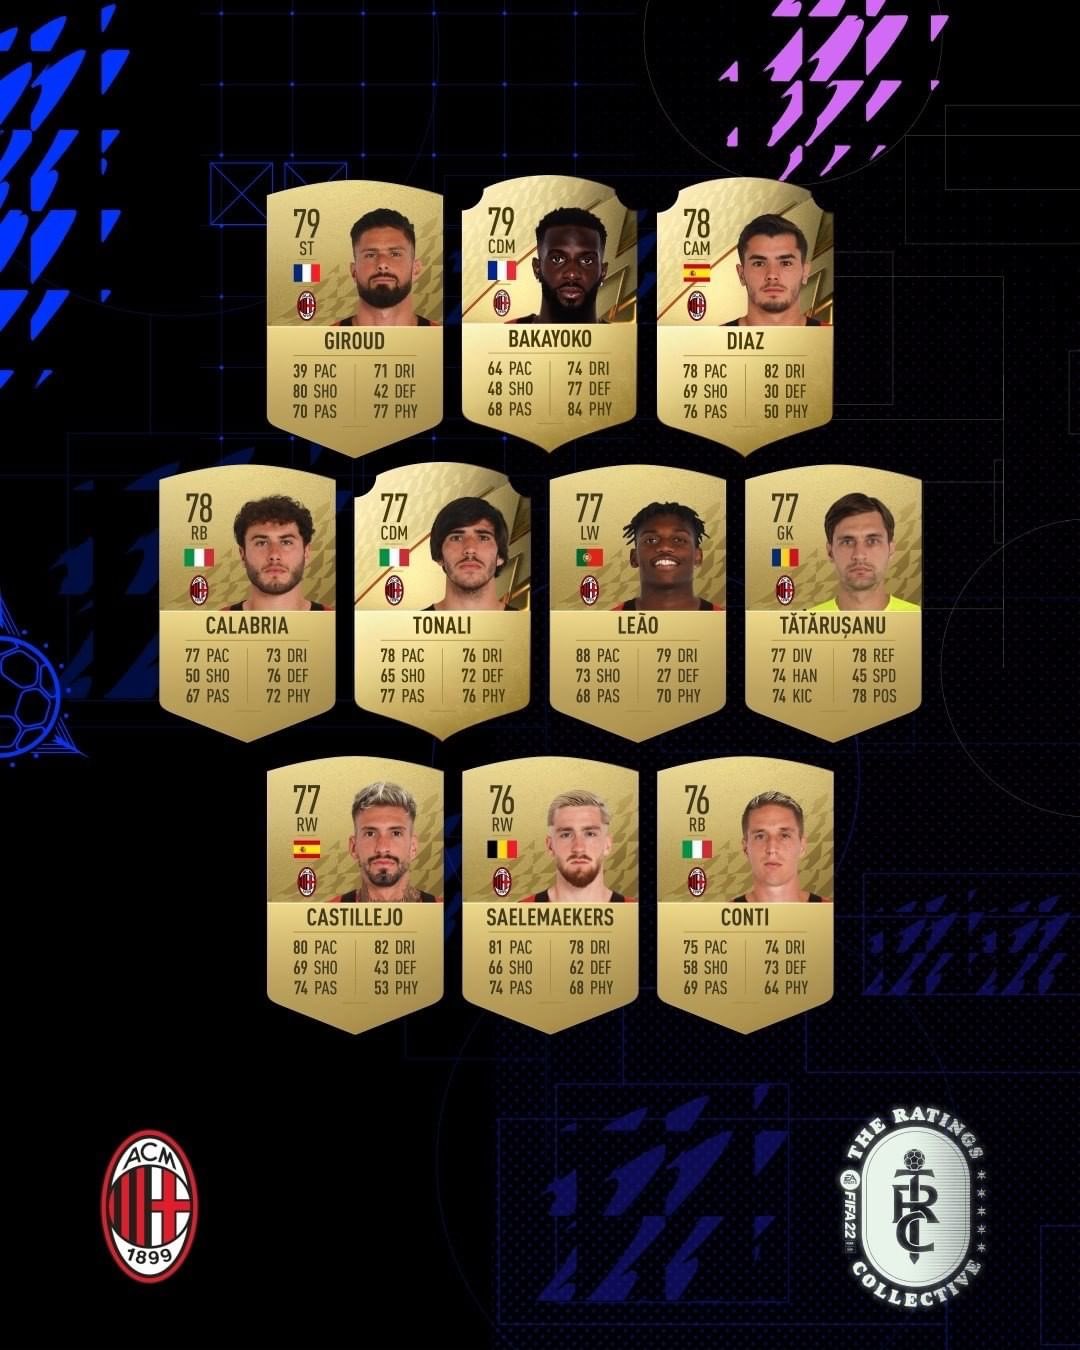 79
ST
GIROUD
39 PAC 71 DRI
80 SHO 42 DEF
70 PAS 77 PHY
79
CDM
BAKAYOKO
64 PAC 74 DRI
48 SHO 77 DEF
68 PAS 84 PHY
78
CAM
DIAZ
78 PAC 82 DRI
69 SHO 30 DEF
76 PAS 50 PHY
78
RB
CALABRIA
77 PAC 73 DRI
50 SHO 76 DEF
67 PAS 72 PHY
77
CDM
TONALI
78 PAC 76 DRI
65 SHO 72 DEF
77 PAS 76 PHY
77
LW
LEÃO
88 PAC 79 DRI
73 SHO 27 DEF
68 PAS 70 PHY
77
GK
TĂTĂRUȘANU
77 DIV 78 REF
74 HAN 45 SPD
74 KIC 78 POS
77
RW
CASTILLEJO
80 PAC 82 DRI
69 SHO 43 DEF
74 PAS 53 PHY
76
RW
SAELEMAEKERS
81 PAC 78 DRI
66 SHO 62 DEF
74 PAS 68 PHY
76
RB
CONTI
75 PAC 74 DRI
58 SHO 73 DEF
69 PAS 64 PHY
ACM
1899
THE RATINGS
TRC
EA SPORTS FIFA 22
COLLECTIVE